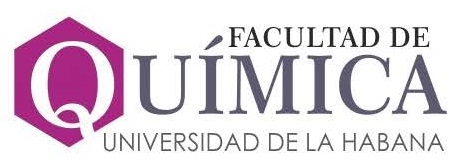 FACULTAD DE
QUÍMICA
UNIVERSIDAD DE LA HABANA